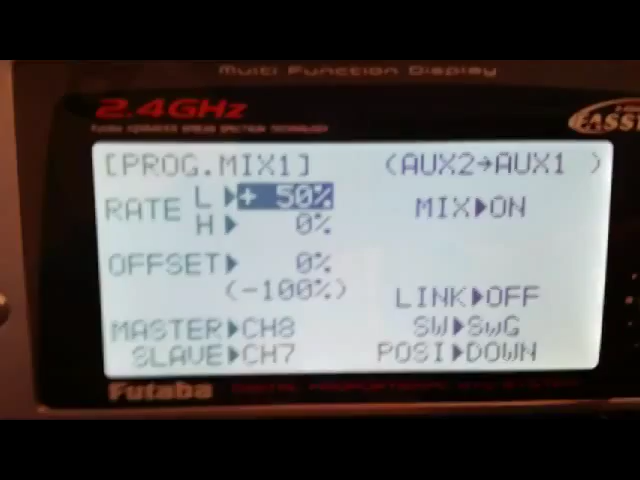 Multi Function Display
2.4GHz
FASST
[PROG.MIX1] (AUX2→AUX1 )
RATE L▶+ 50% MIX▶ON
H▶ 0%
OFFSET▶ 0%
(-100%) LINK▶OFF
MASTER▶CH8 SW▶SwG
SLAVE▶CH7 POSI▶DOWN
Futaba